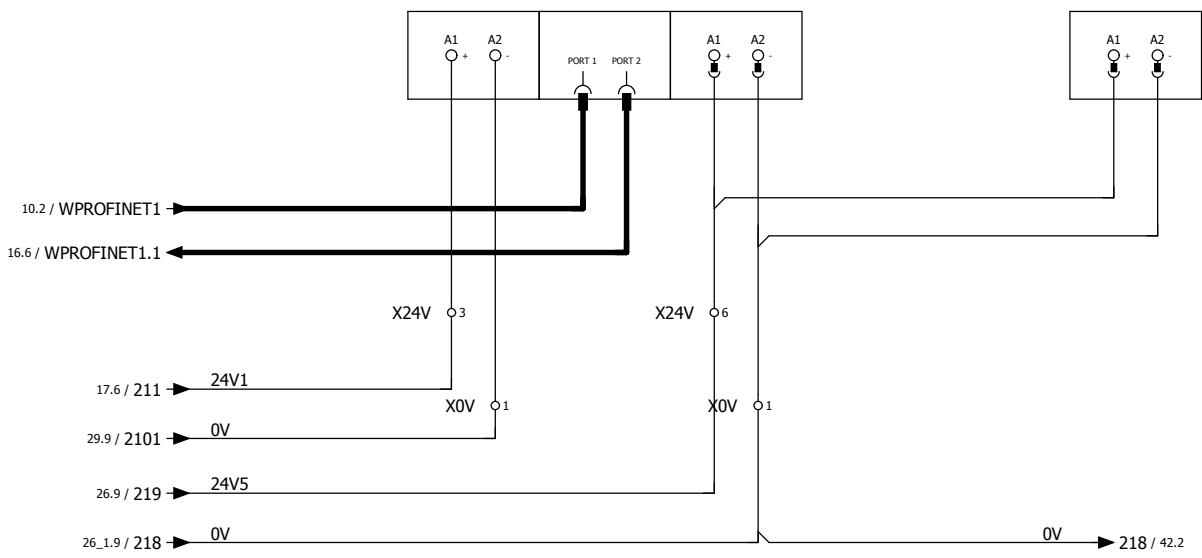 A1 A2 A1 A2 A1 A2
+ - + - + -
PORT 1 PORT 2
10.2 / WPROFINET1
16.6 / WPROFINET1.1
X24V 3 X24V 6
17.6 / 211 24V1
X0V 1 X0V 1
29.9 / 2101 0V
26.9 / 219 24V5
26_1.9 / 218 0V 0V 218 / 42.2